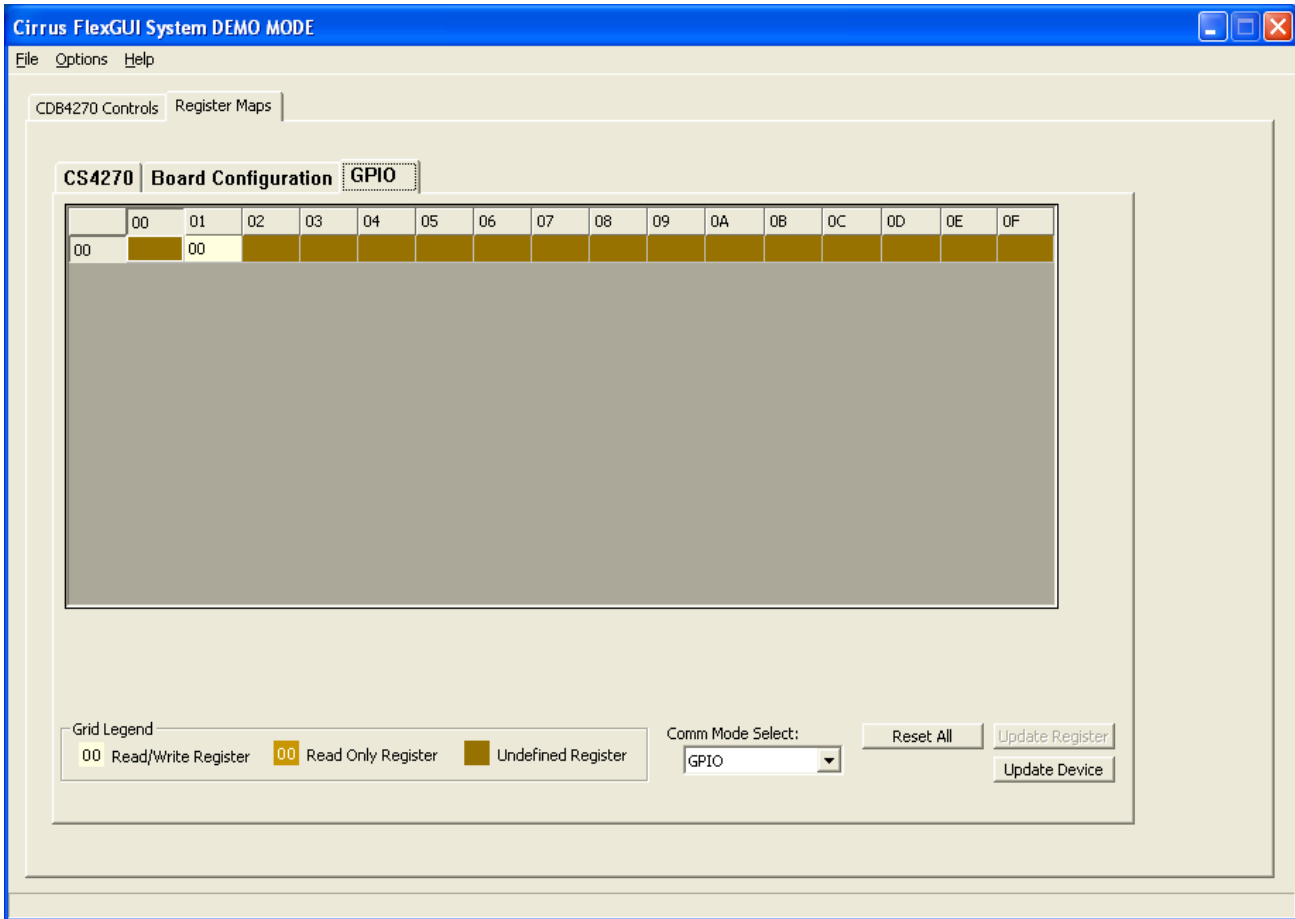 Cirrus FlexGUI System DEMO MODE
File Options Help
CDB4270 Controls Register Maps
CS4270 Board Configuration GPIO
00 01 02 03 04 05 06 07 08 09 0A 0B 0C 0D 0E 0F
00 00
Grid Legend
00 Read/Write Register 00 Read Only Register Undefined Register
Comm Mode Select:
GPIO
Reset All
Update Register
Update Device